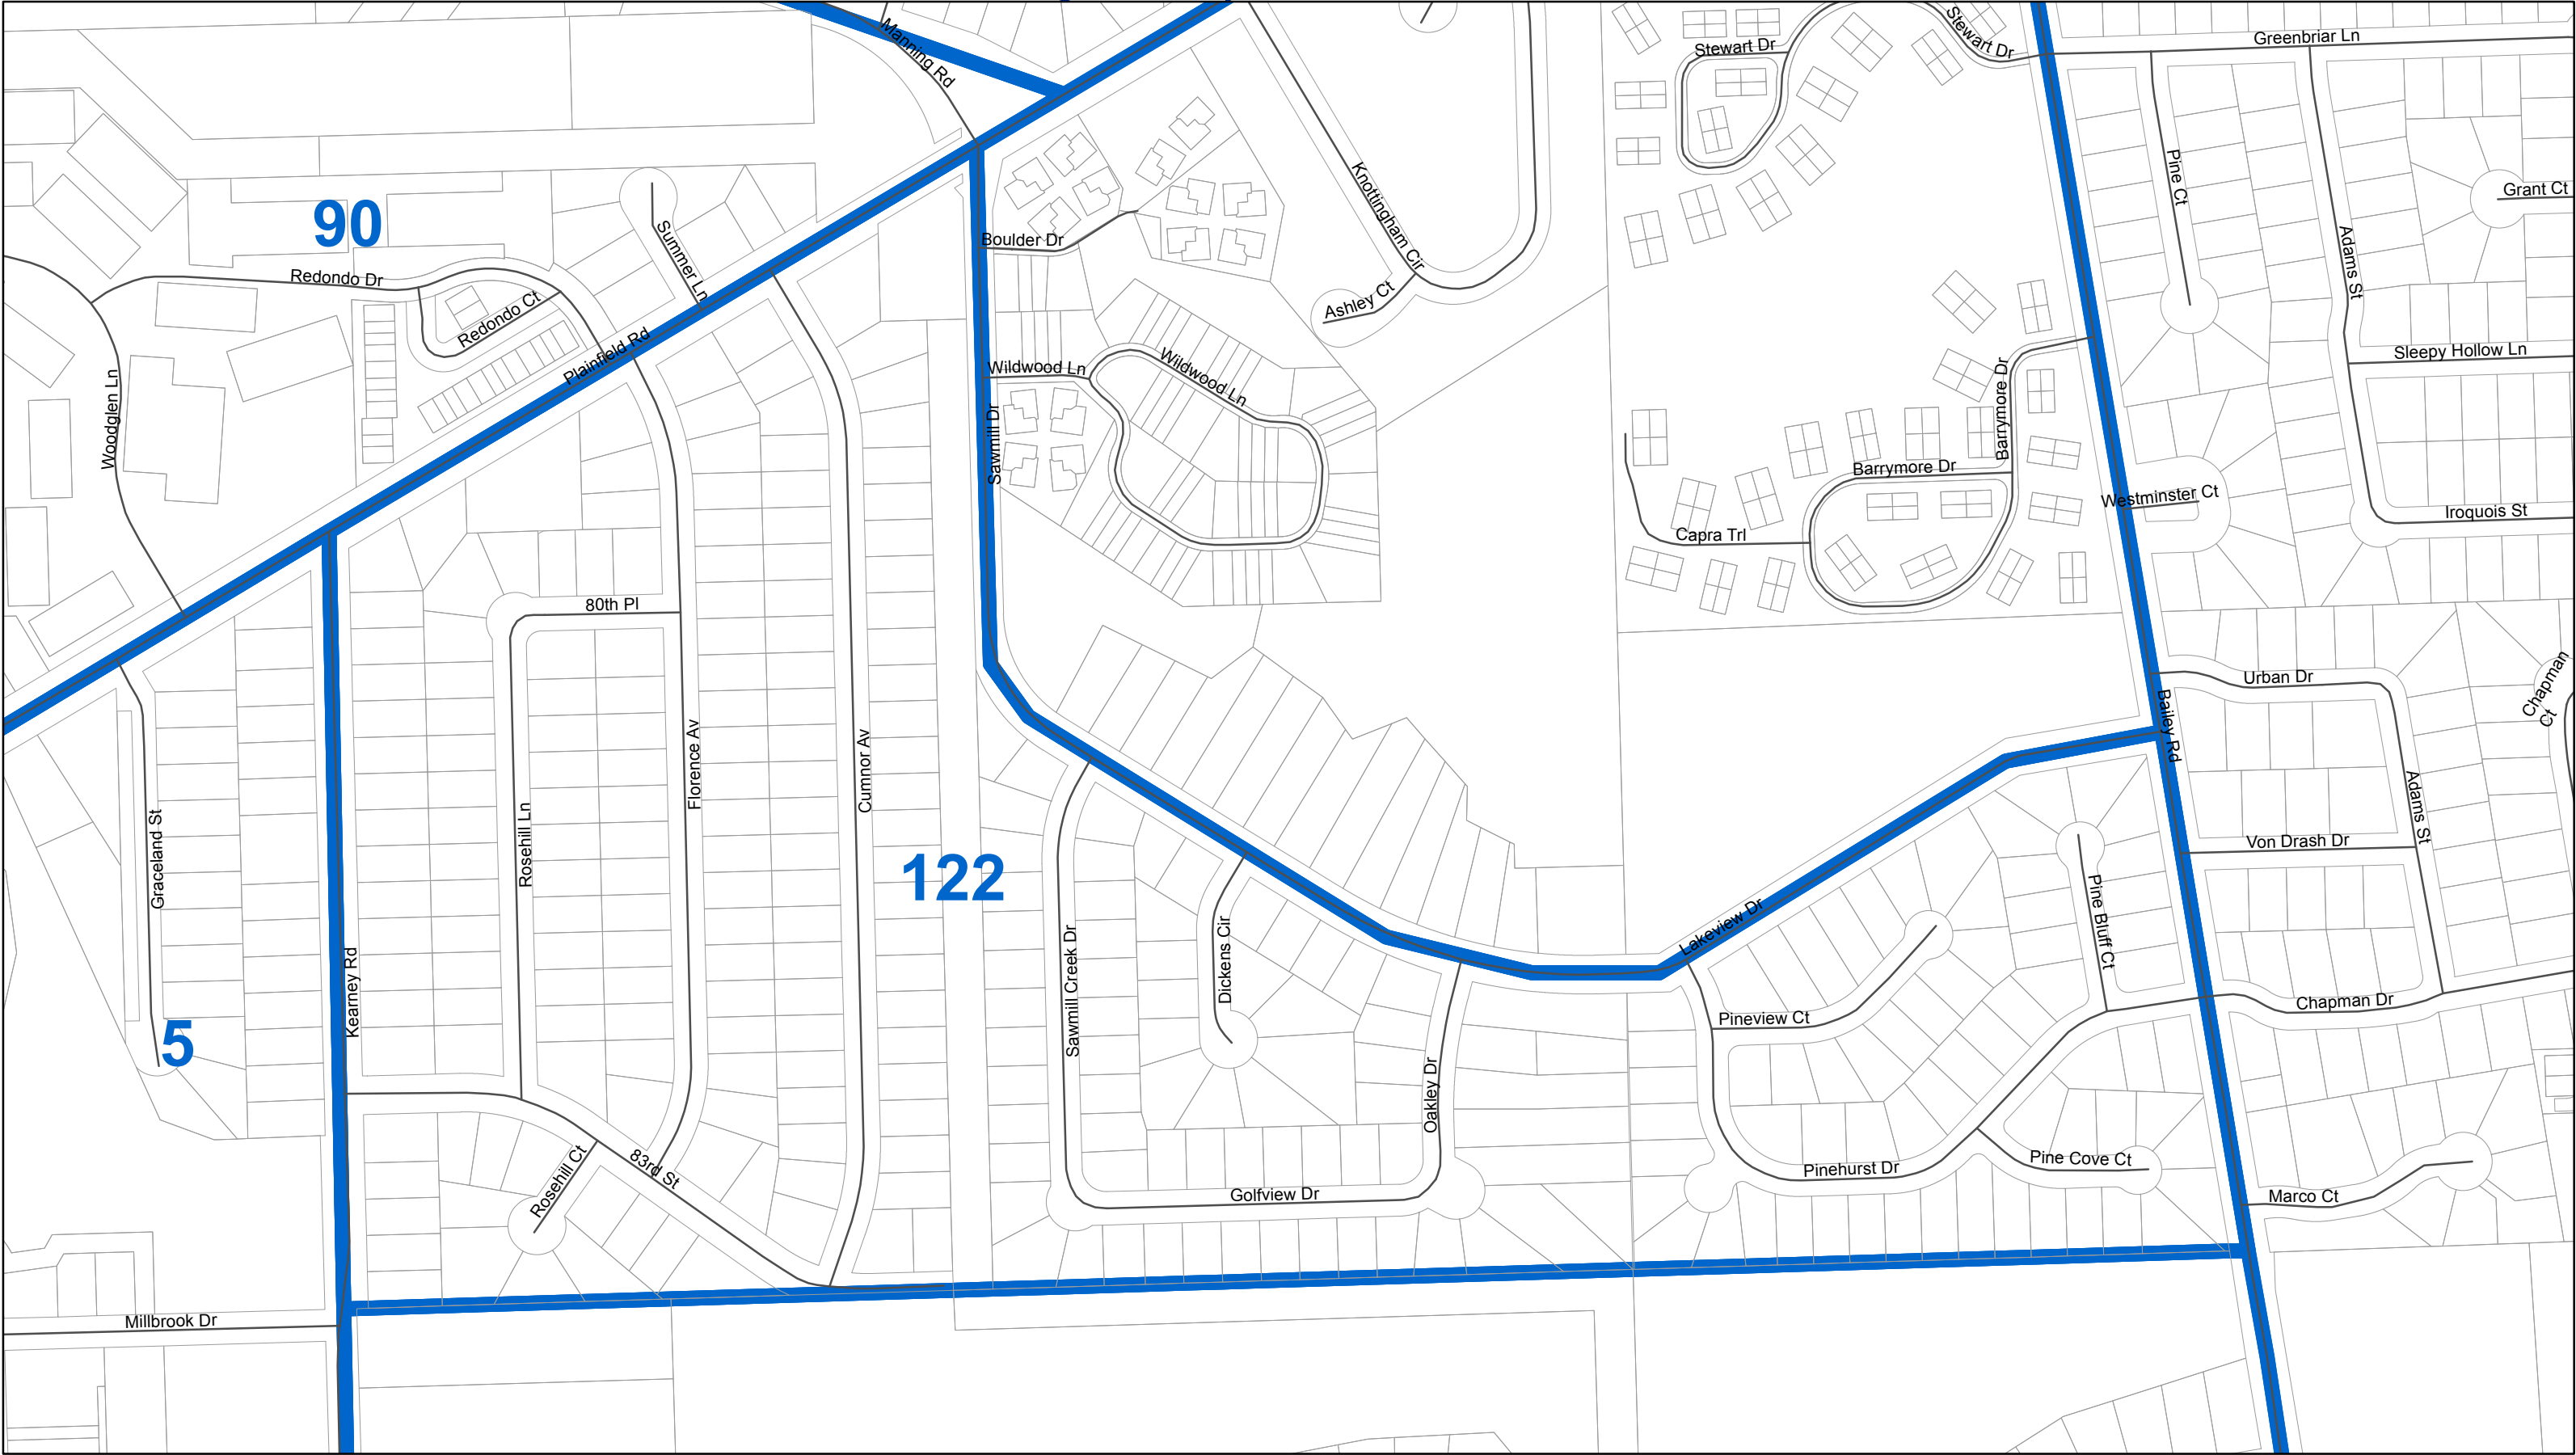 Manning Rd
Stewart Dr
Stewart Dr
Greenbriar Ln
Pine Ct
Grant Ct
90
Knottingham Cir
Summer Ln
Boulder Dr
Adams St
Redondo Dr
Redondo Ct
Ashley Ct
Plainfield Rd
Sleepy Hollow Ln
Wildwood Ln
Wildwood Ln
Woodglen Ln
Sawmill Dr
Barrymore Dr
Barrymore Dr
Westminster Ct
Iroquois St
Capra Trl
80th Pl
Urban Dr
Chapman
Ct
Bailey Rd
Florence Av
Cumnor Av
Adams St
Graceland St
Rosehill Ln
Von Drash Dr
122
Lakeview Dr
Pine Bluff Ct
Kearney Rd
Sawmill Creek Dr
Dickens Cir
Chapman Dr
Pineview Ct
5
Oakley Dr
Rosehill Ct
83rd St
Golfview Dr
Pinehurst Dr
Pine Cove Ct
Marco Ct
Millbrook Dr